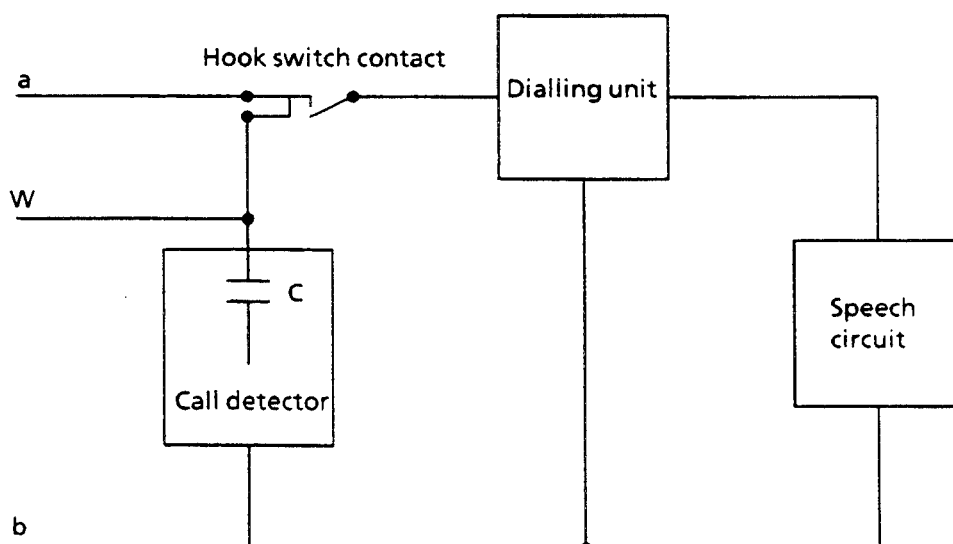 Hook switch contact
a
Dialling unit
W
C
Speech
circuit
Call detector
b